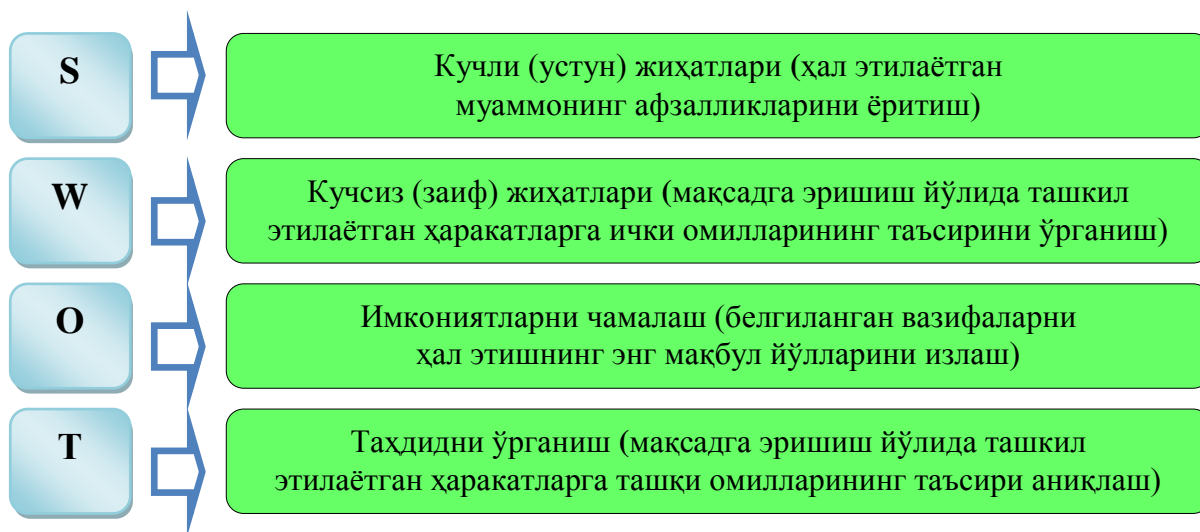 S
Кучли (устун) жиҳатлари (ҳал этилаётган
муаммонинг афзалликларини ёритиш)
W
Кучсиз (заиф) жиҳатлари (мақсадга эришиш йўлида ташкил
этилаётган ҳаракатларга ички омилларининг таъсирини ўрганиш)
O
Имкониятларни чамалаш (белгиланган вазифаларни
ҳал этишнинг энг мақбул йўлларини излаш)
T
Таҳдидни ўрганиш (мақсадга эришиш йўлида ташкил
этилаётган ҳаракатларга ташқи омилларининг таъсири аниқлаш)